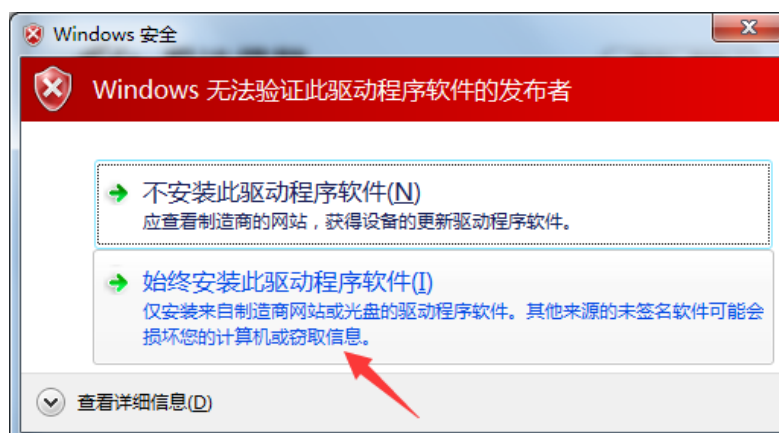 Windows 安全
Windows 无法验证此驱动程序软件的发布者
不安装此驱动程序软件(N)
应查看制造商的网站，获得设备的更新驱动程序软件。
始终安装此驱动程序软件(I)
仅安装来自制造商网站或光盘的驱动程序软件。其他来源的未签名软件可能会
损坏您的计算机或窃取信息。
查看详细信息(D)